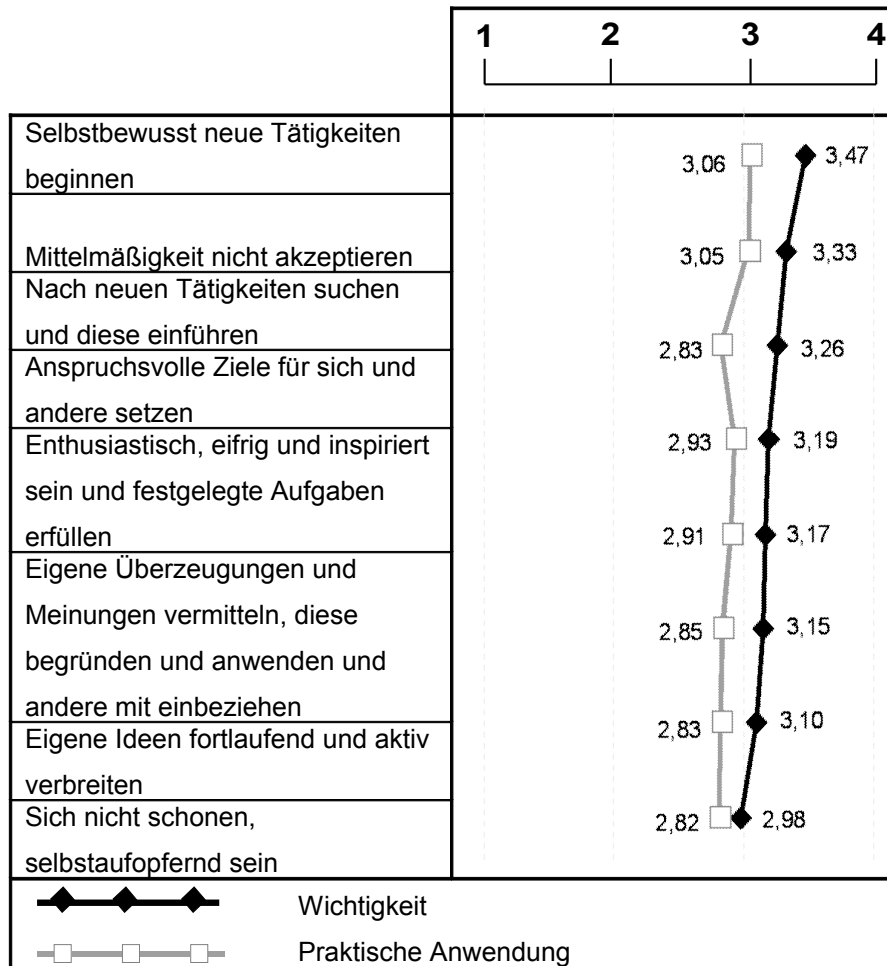 1 2 3 4
Selbstbewusst neue Tätigkeiten
beginnen
3,06 3,47
Mittelmäßigkeit nicht akzeptieren
3,05 3,33
Nach neuen Tätigkeiten suchen
und diese einführen
2,83 3,26
Anspruchsvolle Ziele für sich und
andere setzen
2,93 3,19
Enthusiastisch, eifrig und inspiriert
sein und festgelegte Aufgaben
erfüllen
2,91 3,17
Eigene Überzeugungen und
Meinungen vermitteln, diese
begründen und anwenden und
andere mit einbeziehen
2,85 3,15
Eigene Ideen fortlaufend und aktiv
verbreiten
2,83 3,10
Sich nicht schonen,
selbstaufopfernd sein
2,82 2,98
Wichtigkeit
Praktische Anwendung